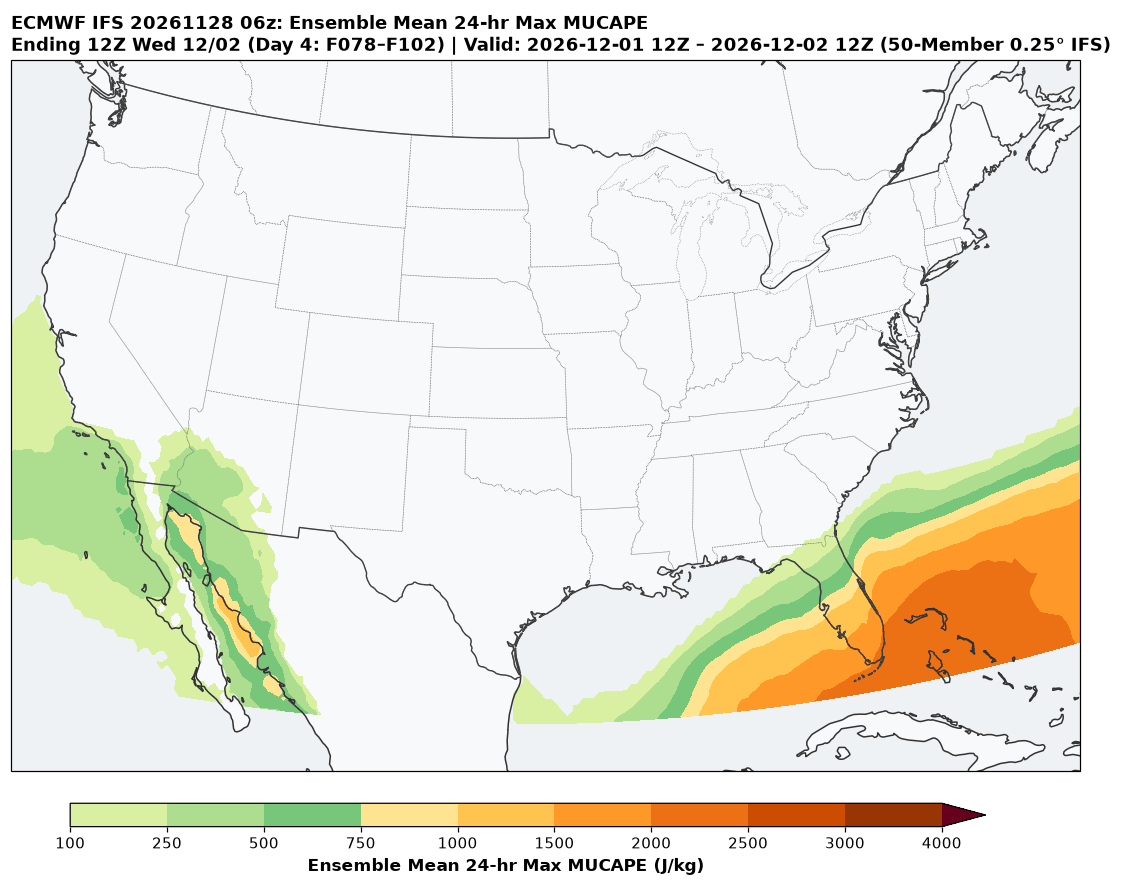 ECMWF IFS 20261128 06z: Ensemble Mean 24-hr Max MUCAPE
Ending 12Z Wed 12/02 (Day 4: F078–F102) | Valid: 2026-12-01 12Z – 2026-12-02 12Z (50-Member 0.25° IFS)
100 250 500 750 1000 1500 2000 2500 3000 4000
Ensemble Mean 24-hr Max MUCAPE (J/kg)